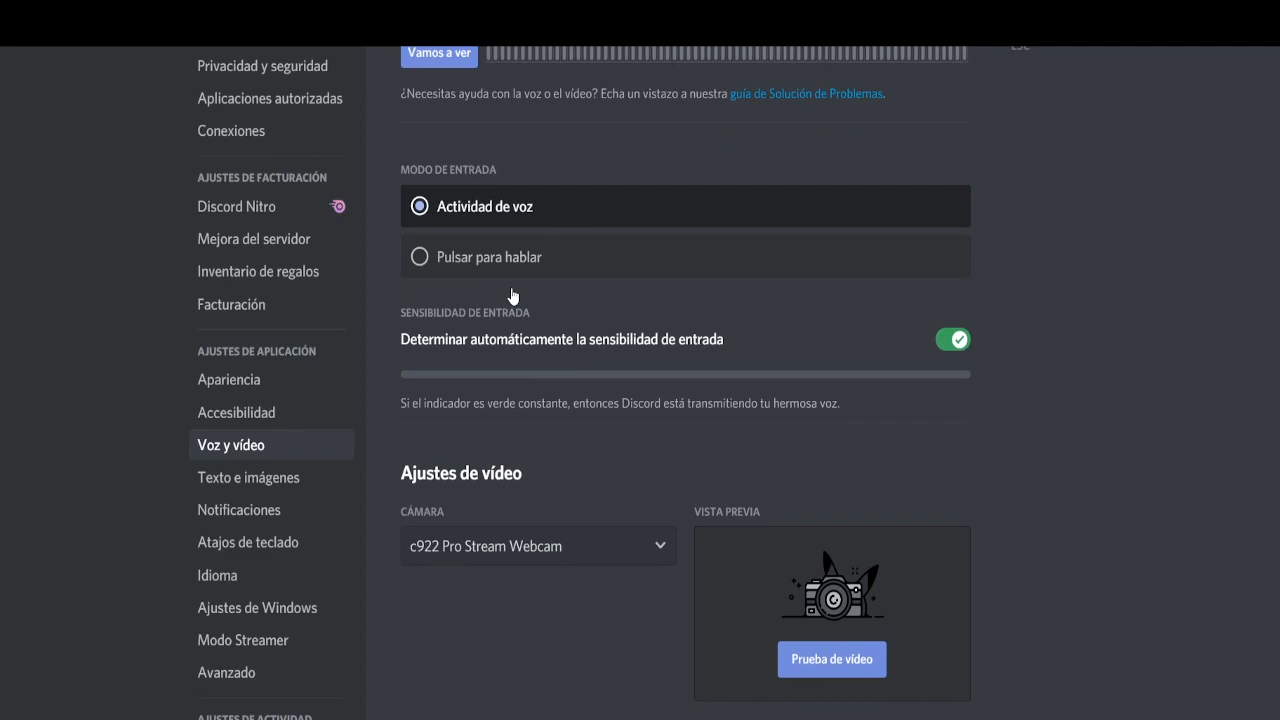 Privacidad y seguridad
Aplicaciones autorizadas
Conexiones
AJUSTES DE FACTURACIÓN
Discord Nitro
Mejora del servidor
Inventario de regalos
Facturación
AJUSTES DE APLICACIÓN
Apariencia
Accesibilidad
Voz y vídeo
Texto e imágenes
Notificaciones
Atajos de teclado
Idioma
Ajustes de Windows
Modo Streamer
Avanzado
AJUSTES DE ACTIVIDAD
Vamos a ver
ESC
¿Necesitas ayuda con la voz o el vídeo? Echa un vistazo a nuestra guía de Solución de Problemas.
MODO DE ENTRADA
Actividad de voz
Pulsar para hablar
SENSIBILIDAD DE ENTRADA
Determinar automáticamente la sensibilidad de entrada
Si el indicador es verde constante, entonces Discord está transmitiendo tu hermosa voz.
Ajustes de vídeo
CÁMARA
c922 Pro Stream Webcam
VISTA PREVIA
Prueba de vídeo